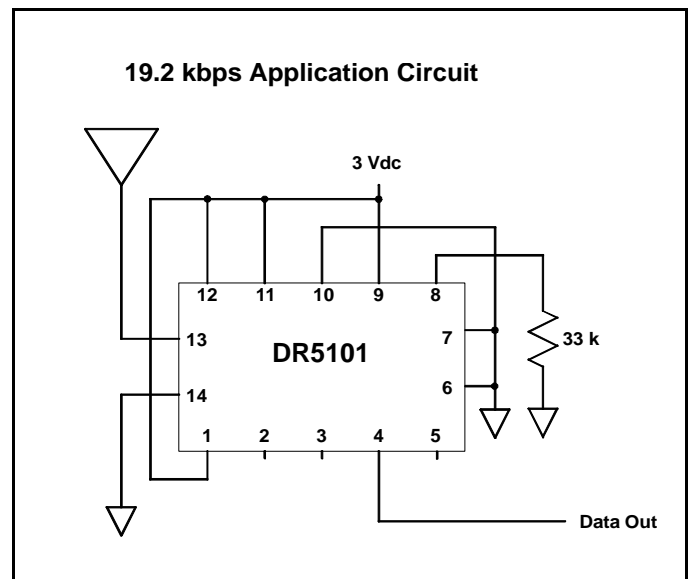 19.2 kbps Application Circuit
3 Vdc
12 11 10 9 8
13 7 33 k
DR5101
14 6
1 2 3 4 5
Data Out